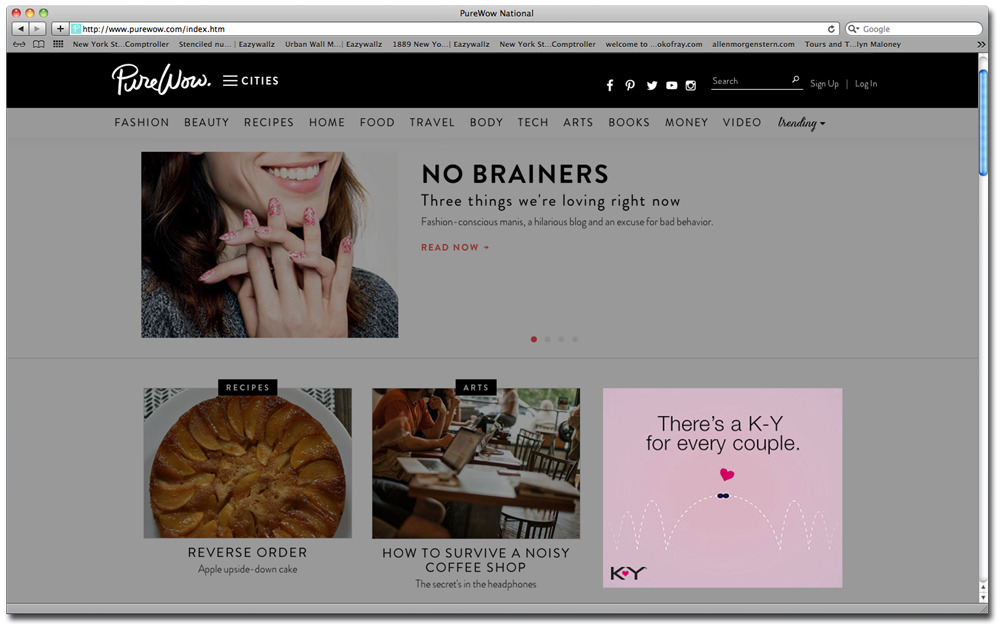 PureWow National
http://www.purewow.com/index.htm
Google
New York St...Comptroller
Stenciled nu... | Eazywallz
Urban Wall M...| Eazywallz
1889 New Yo...| Eazywallz
New York St...Comptroller
welcome to ...okofray.com
allenmorgenstern.com
Tours and T...lyn Maloney
PureWow.
CITIES
Search
Sign Up | Log In
FASHION BEAUTY RECIPES HOME FOOD TRAVEL BODY TECH ARTS BOOKS MONEY VIDEO trending
NO BRAINERS
Three things we're loving right now
Fashion-conscious manis, a hilarious blog and an excuse for bad behavior.
READ NOW
RECIPES
REVERSE ORDER
Apple upside-down cake
ARTS
HOW TO SURVIVE A NOISY
COFFEE SHOP
The secret's in the headphones
There's a K-Y
for every couple.
K-Y